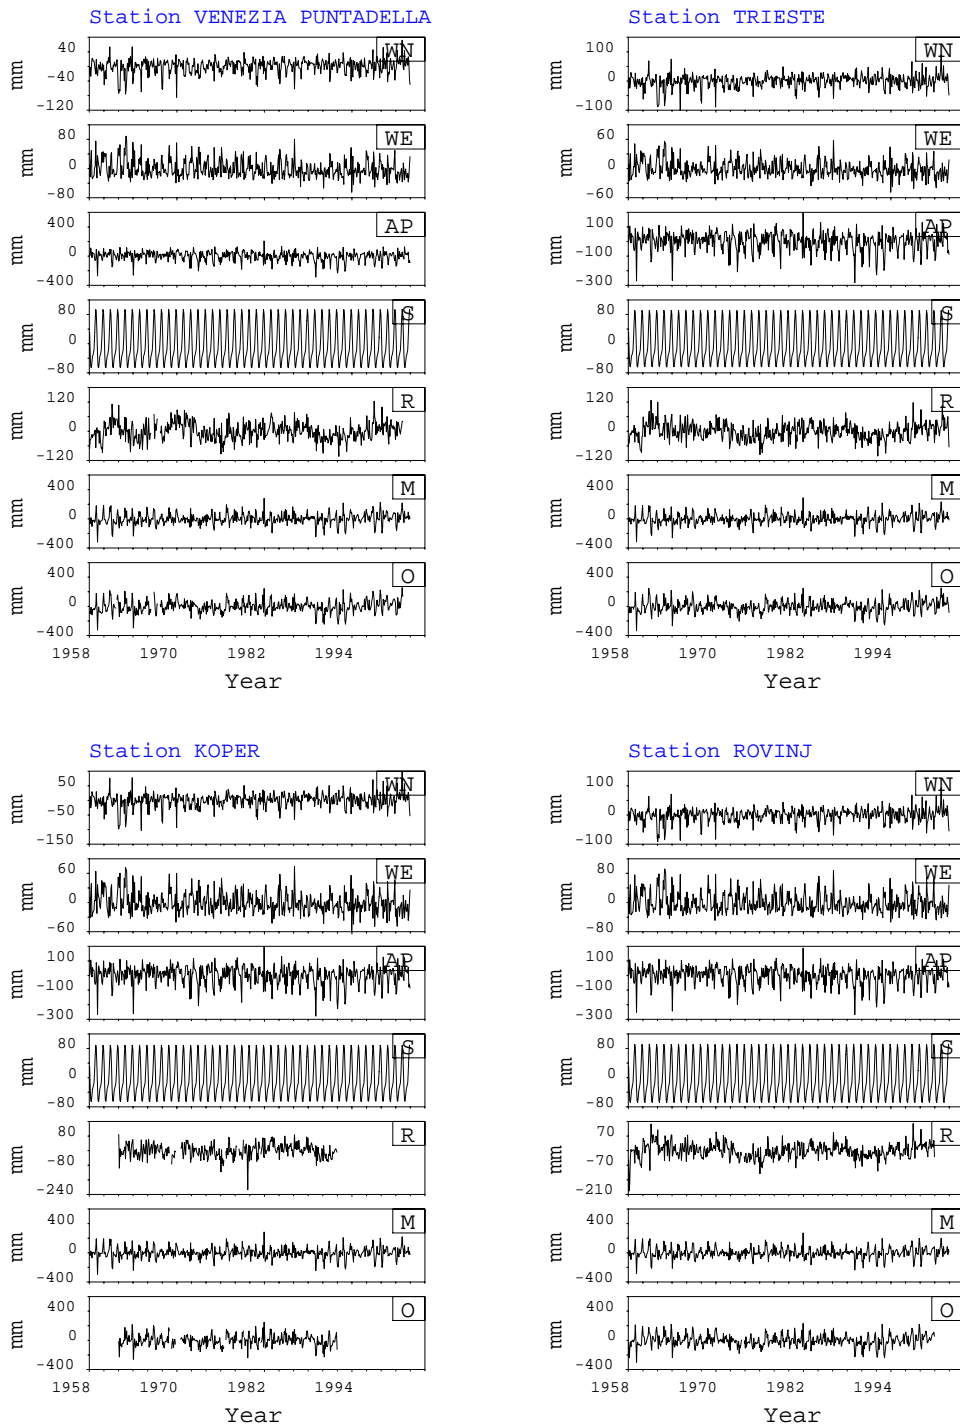 Station VENEZIA PUNTADELLA
40
-40
-120
mm
WN
80
0
-80
mm
WE
400
0
-400
mm
AP
80
0
-80
mm
S
120
0
-120
mm
R
400
0
-400
mm
M
400
0
-400
mm
O
1958 1970 1982 1994
Year
Station TRIESTE
100
0
-100
mm
WN
60
0
-60
mm
WE
100
-100
-300
mm
AP
80
0
-80
mm
S
120
0
-120
mm
R
400
0
-400
mm
M
400
0
-400
mm
O
1958 1970 1982 1994
Year
Station KOPER
50
-50
-150
mm
WN
60
0
-60
mm
WE
100
-100
-300
mm
AP
80
0
-80
mm
S
80
-80
-240
mm
R
400
0
-400
mm
M
400
0
-400
mm
O
1958 1970 1982 1994
Year
Station ROVINJ
100
0
-100
mm
WN
80
0
-80
mm
WE
100
-100
-300
mm
AP
80
0
-80
mm
S
70
-70
-210
mm
R
400
0
-400
mm
M
400
0
-400
mm
O
1958 1970 1982 1994
Year